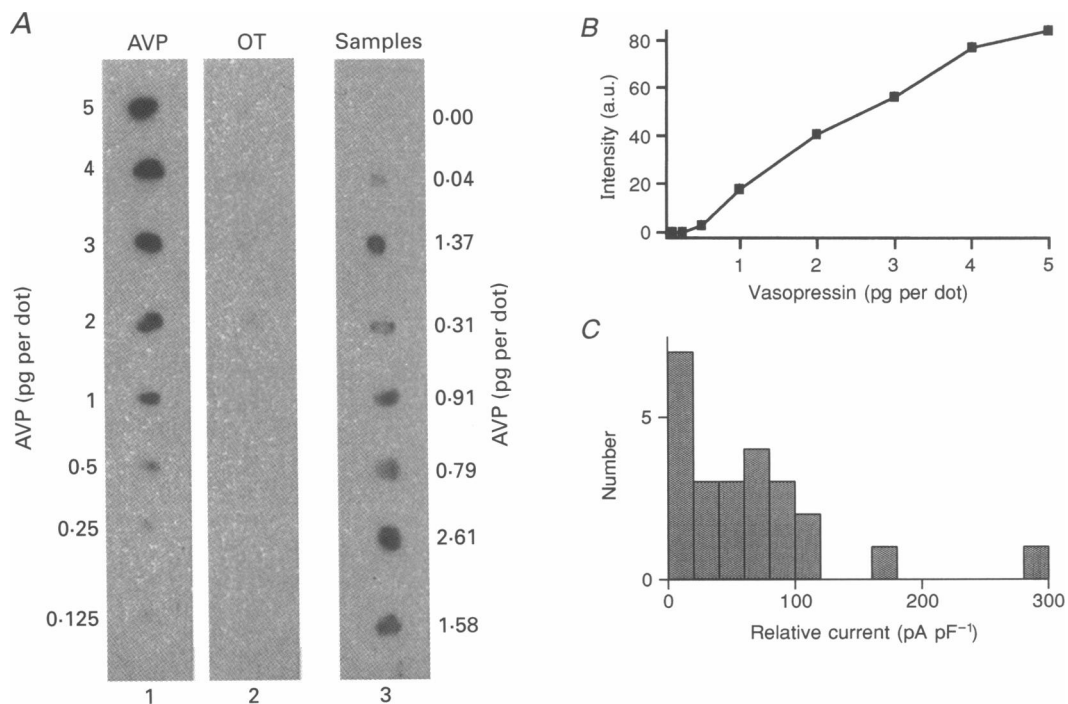 A
AVP OT Samples
AVP (pg per dot)
5
4
3
2
1
0·5
0·25
0·125
0·00
0·04
1·37
0·31
0·91
0·79
2·61
1·58
AVP (pg per dot)
1 2 3
B
Intensity (a.u.)
80
60
40
20
0
1 2 3 4 5
Vasopressin (pg per dot)
C
Number
5
0
0 100 200 300
Relative current (pA pF⁻¹)